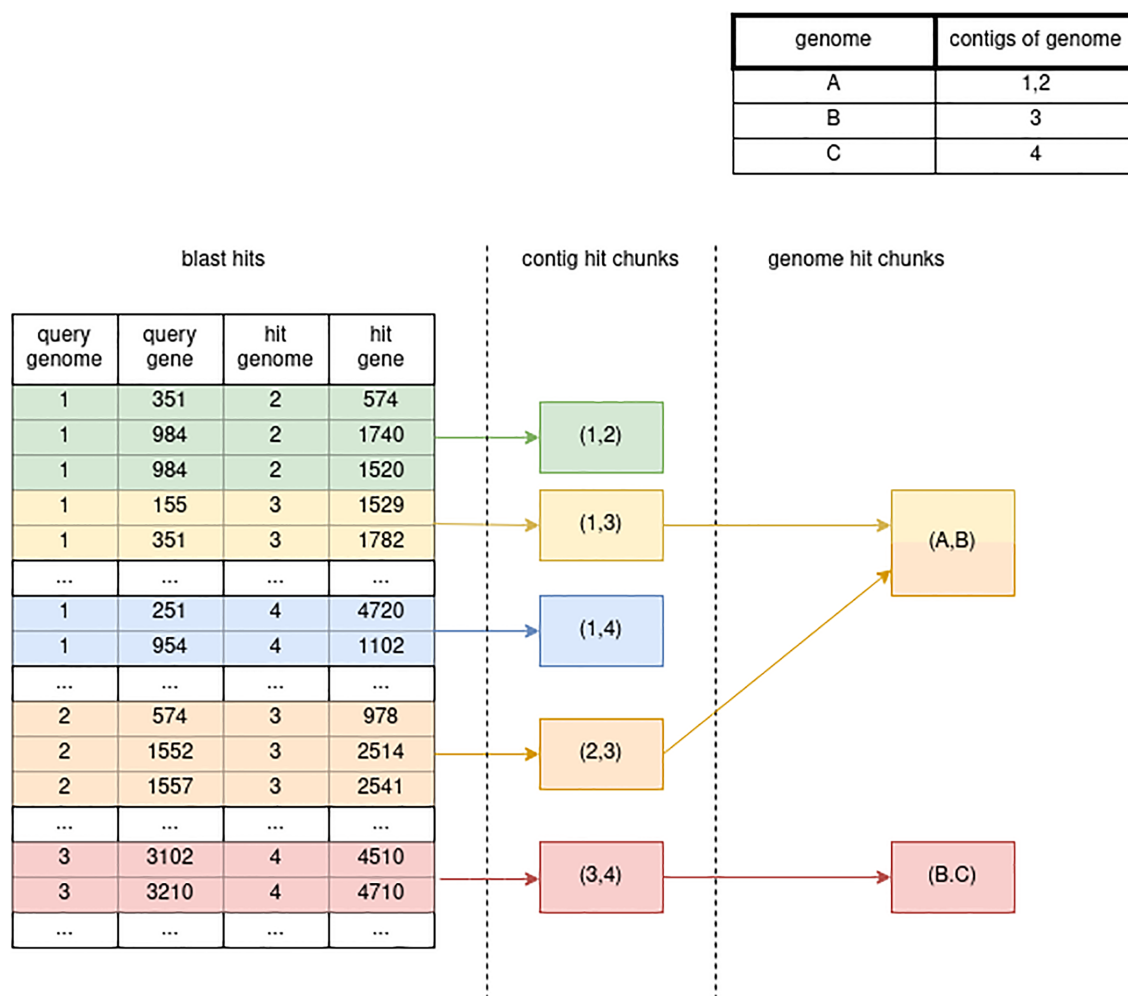 genome contigs of genome
A 1,2
B 3
C 4
blast hits contig hit chunks genome hit chunks
query query hit hit
genome gene genome gene
1 351 2 574
1 984 2 1740
1 984 2 1520
1 155 3 1529
1 351 3 1782
... ... ... ...
1 251 4 4720
1 954 4 1102
... ... ... ...
2 574 3 978
2 1552 3 2514
2 1557 3 2541
... ... ... ...
3 3102 4 4510
3 3210 4 4710
... ... ... ...
(1,2)
(1,3)
(1,4)
(2,3)
(3,4)
(A,B)
(B.C)